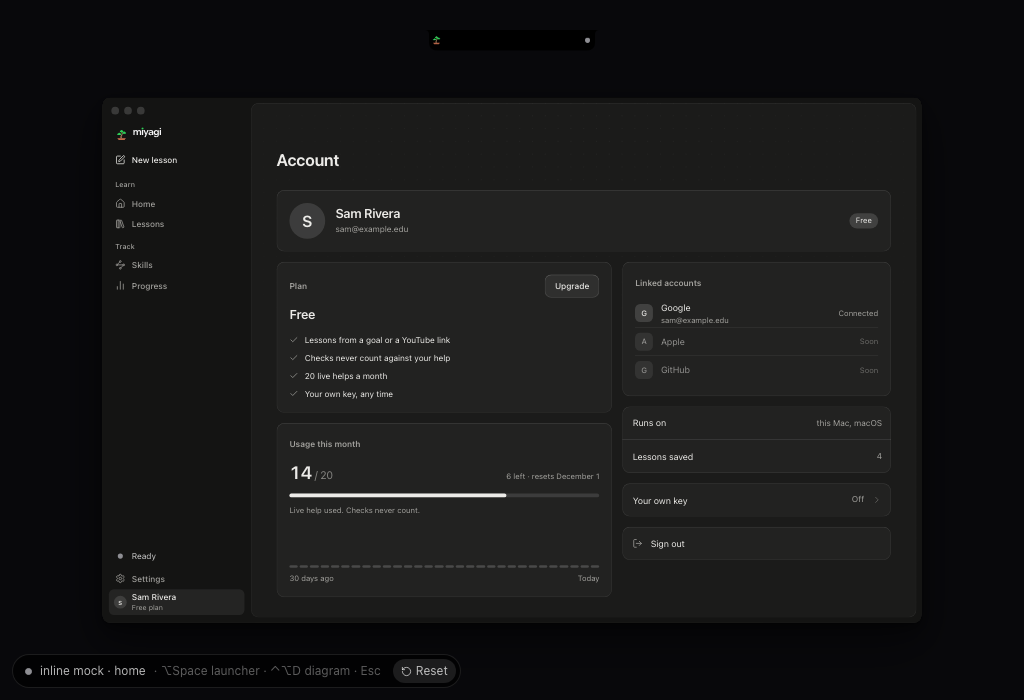 miyagi
New lesson
Learn
Home
Lessons
Track
Skills
Progress
Ready
Settings
S
Sam Rivera
Free plan
Account
S
Sam Rivera
sam@example.edu
Free
Plan
Upgrade
Free
Lessons from a goal or a YouTube link
Checks never count against your help
20 live helps a month
Your own key, any time
Usage this month
14 / 20
6 left · resets December 1
Live help used. Checks never count.
30 days ago
Today
Linked accounts
G
Google
sam@example.edu
Connected
A
Apple
Soon
G
GitHub
Soon
Runs on
this Mac, macOS
Lessons saved
4
Your own key
Off
Sign out
inline mock · home · ⌥Space launcher · ^⌥D diagram · Esc
Reset